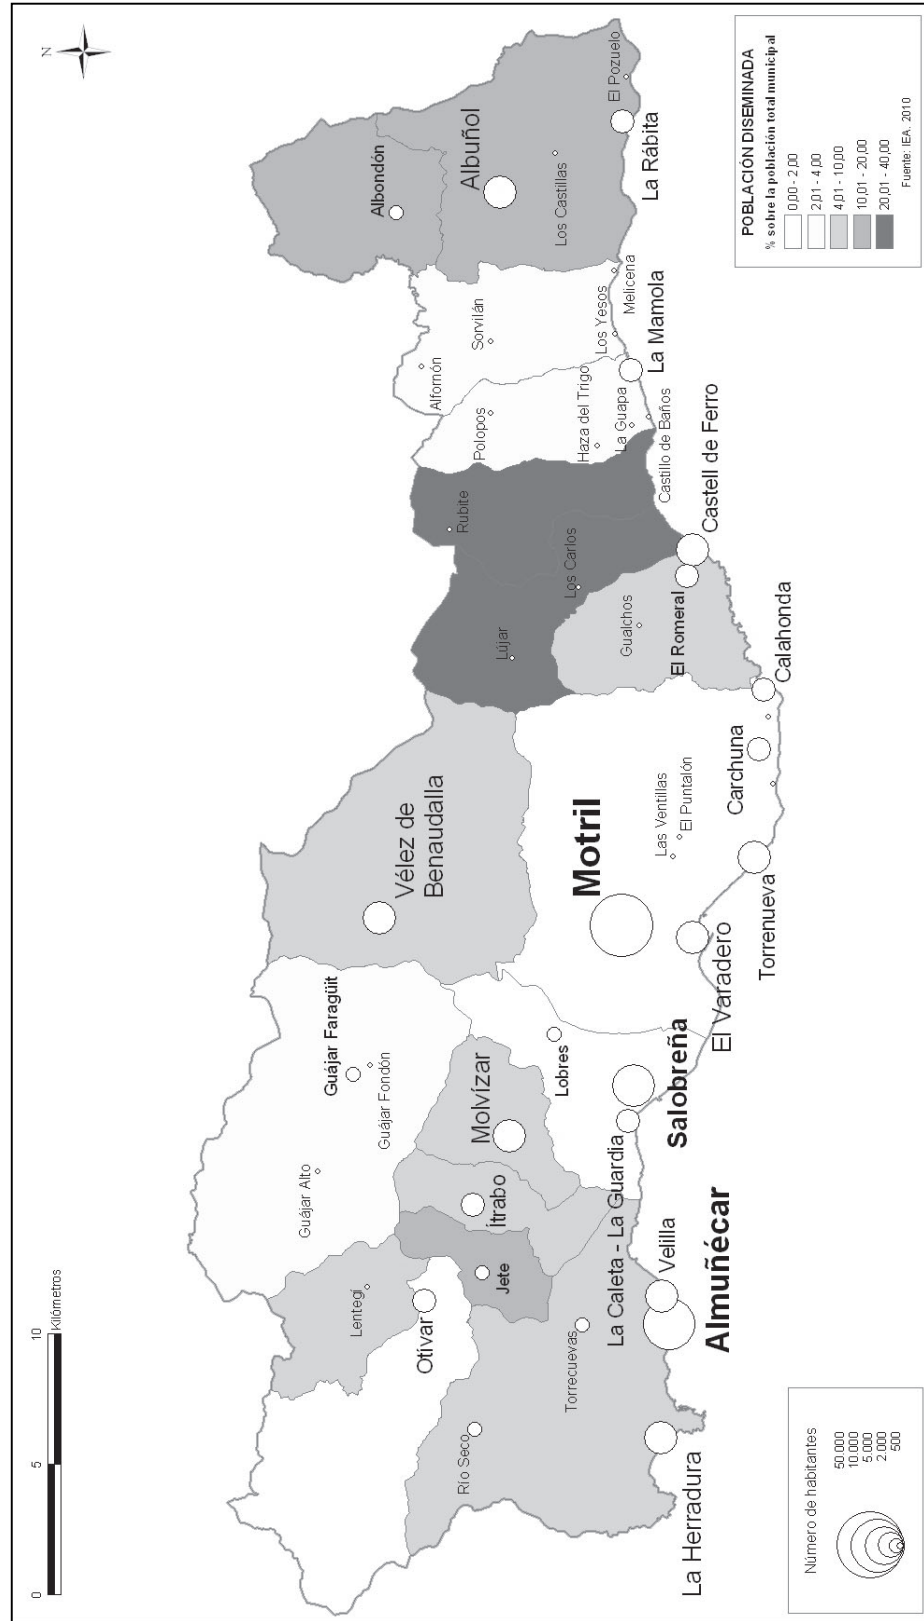 N
0
5
10
Kilómetros
Lentegí
Otívar
Jete
Ítrabo
Molvízar
Guájar Alto
Guájar Faragüit
Guájar Fondón
Vélez de
Benaudalla
Río Seco
Torrecuevas
La Herradura
Almuñécar
Velilla
La Caleta - La Guardia
Salobreña
Lobres
Motril
El Varadero
Las Ventillas
El Puntalón
Torrenueva
Carchuna
Calahonda
Lújar
Los Carlos
Rubite
Gualchos
El Romeral
Castell de Ferro
Polopos
Haza del Trigo
La Guapa
Castillo de Baños
La Mamola
Alfornón
Sorvilán
Los Yesos
Melicena
Albondón
Albuñol
Los Castillas
El Pozuelo
La Rábita
Número de habitantes
50.000
10.000
5.000
2.000
500
POBLACIÓN DISEMINADA
% sobre la población total municipal
0,00 - 2,00
2,01 - 4,00
4,01 - 10,00
10,01 - 20,00
20,01 - 40,00
Fuente: IEA. 2010